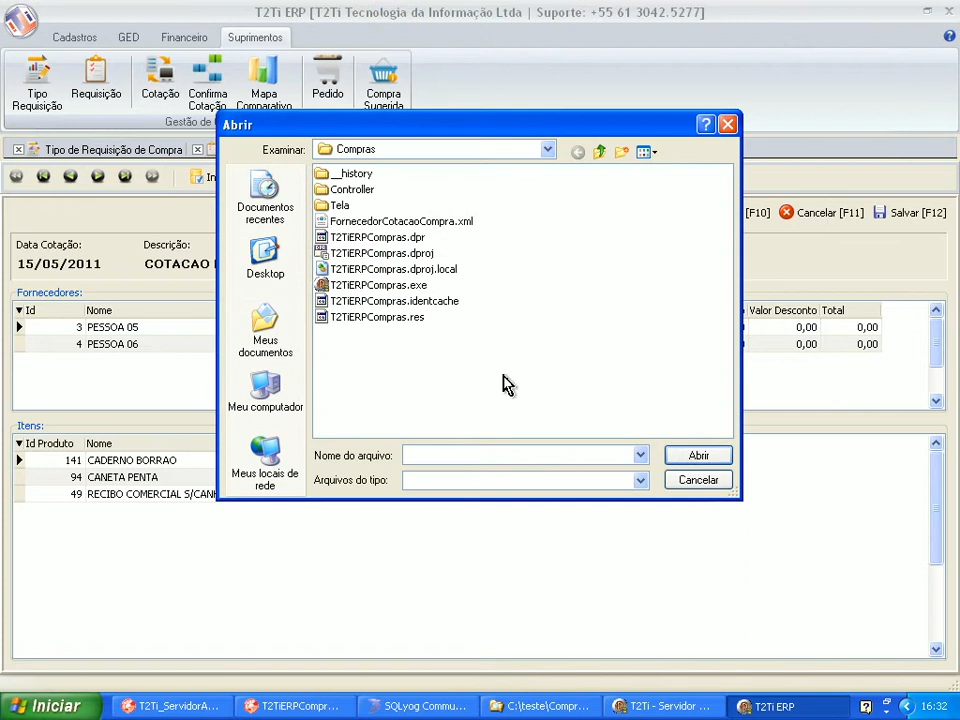 T2Ti ERP [T2Ti Tecnologia da Informação Ltda | Suporte: +55 61 3042.5277]
Cadastros GED Financeiro Suprimentos
Tipo Requisição
Requisição
Cotação
Confirma Cotação
Mapa Comparativo
Pedido
Compra Sugerida
Gestão de
Tipo de Requisição de Compra
[F10] Cancelar [F11] Salvar [F12]
Data Cotação: Descrição:
15/05/2011 COTACAO
Fornecedores:
Id Nome Valor Desconto Total
3 PESSOA 05 0,00 0,00
4 PESSOA 06 0,00 0,00
Itens:
Id Produto Nome
141 CADERNO BORRAO
94 CANETA PENTA
49 RECIBO COMERCIAL S/CANH
Abrir
Examinar: Compras
Documentos recentes
Desktop
Meus documentos
Meu computador
Meus locais de rede
__history
Controller
Tela
FornecedorCotacaoCompra.xml
T2TiERPCompras.dpr
T2TiERPCompras.dproj
T2TiERPCompras.dproj.local
T2TiERPCompras.exe
T2TiERPCompras.identcache
T2TiERPCompras.res
Nome do arquivo: Abrir
Arquivos do tipo: Cancelar
Iniciar T2Ti_ServidorA... T2TiERPCompr... SQLyog Commu... C:\teste\Compr... T2Ti - Servidor ... T2Ti ERP 16:32